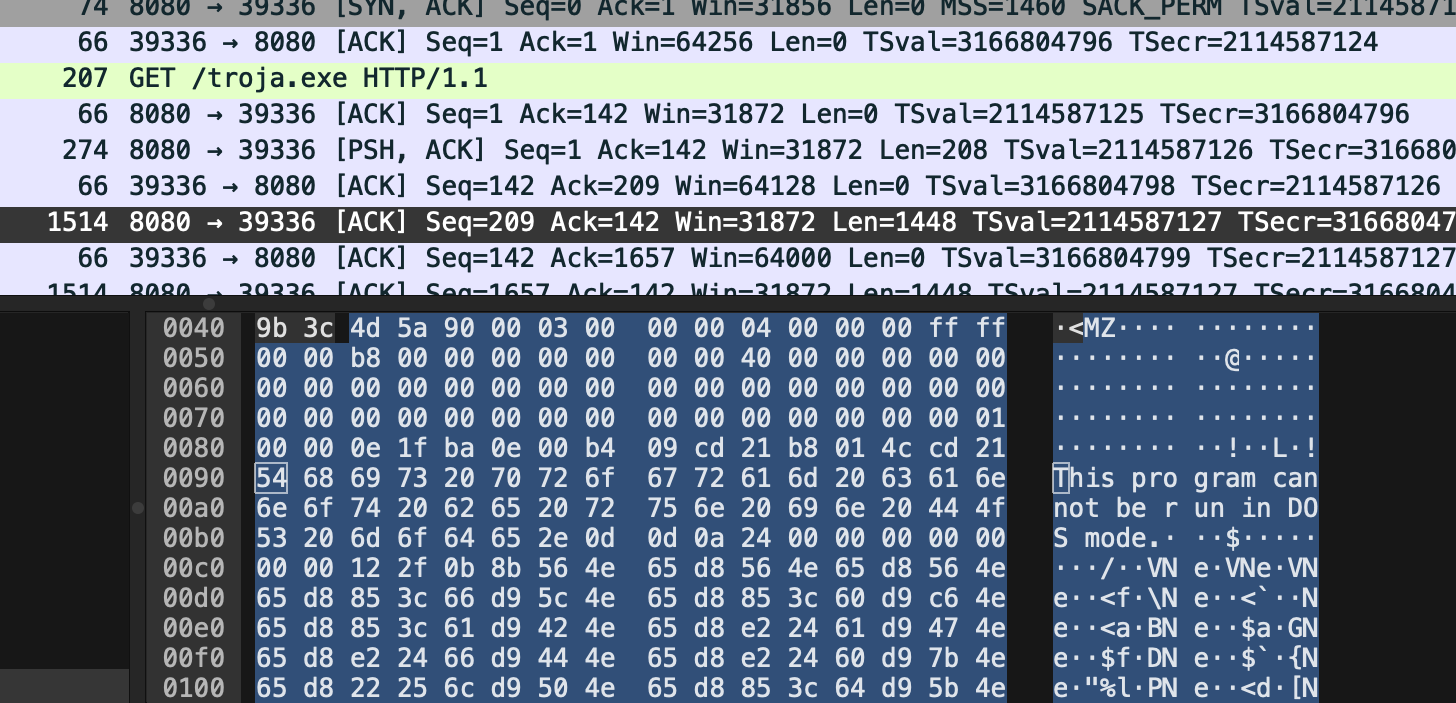 74 8080 → 39336 [SYN, ACK] Seq=0 Ack=1 Win=31856 Len=0 MSS=1460 SACK_PERM TSval=21145871
66 39336 → 8080 [ACK] Seq=1 Ack=1 Win=64256 Len=0 TSval=3166804796 TSecr=2114587124
207 GET /troja.exe HTTP/1.1
66 8080 → 39336 [ACK] Seq=1 Ack=142 Win=31872 Len=0 TSval=2114587125 TSecr=3166804796
274 8080 → 39336 [PSH, ACK] Seq=1 Ack=142 Win=31872 Len=208 TSval=2114587126 TSecr=316680
66 39336 → 8080 [ACK] Seq=142 Ack=209 Win=64128 Len=0 TSval=3166804798 TSecr=2114587126
1514 8080 → 39336 [ACK] Seq=209 Ack=142 Win=31872 Len=1448 TSval=2114587127 TSecr=31668047
66 39336 → 8080 [ACK] Seq=142 Ack=1657 Win=64000 Len=0 TSval=3166804799 TSecr=2114587127
1514 8080 → 39336 [ACK] Seq=1657 Ack=142 Win=31872 Len=1448 TSval=2114587127 TSecr=3166804
0040 9b 3c 4d 5a 90 00 03 00 00 00 04 00 00 00 ff ff ·<MZ···· ········
0050 00 00 b8 00 00 00 00 00 00 00 40 00 00 00 00 00 ········ ··@·····
0060 00 00 00 00 00 00 00 00 00 00 00 00 00 00 00 00 ········ ········
0070 00 00 00 00 00 00 00 00 00 00 00 00 00 00 00 01 ········ ········
0080 00 00 0e 1f ba 0e 00 b4 09 cd 21 b8 01 4c cd 21 ········ ··!··L·!
0090 54 68 69 73 20 70 72 6f 67 72 61 6d 20 63 61 6e This pro gram can
00a0 6e 6f 74 20 62 65 20 72 75 6e 20 69 6e 20 44 4f not be r un in DO
00b0 53 20 6d 6f 64 65 2e 0d 0d 0a 24 00 00 00 00 00 S mode.· ··$·····
00c0 00 00 12 2f 0b 8b 56 4e 65 d8 56 4e 65 d8 56 4e ···/··VN e·VNe·VN
00d0 65 d8 85 3c 66 d9 5c 4e 65 d8 85 3c 60 d9 c6 4e e··<f·\N e··<`··N
00e0 65 d8 85 3c 61 d9 42 4e 65 d8 e2 24 61 d9 47 4e e··<a·BN e··$a·GN
00f0 65 d8 e2 24 66 d9 44 4e 65 d8 e2 24 60 d9 7b 4e e··$f·DN e··$`·{N
0100 65 d8 22 25 6c d9 50 4e 65 d8 85 3c 64 d9 5b 4e e·"%l·PN e··<d·[N